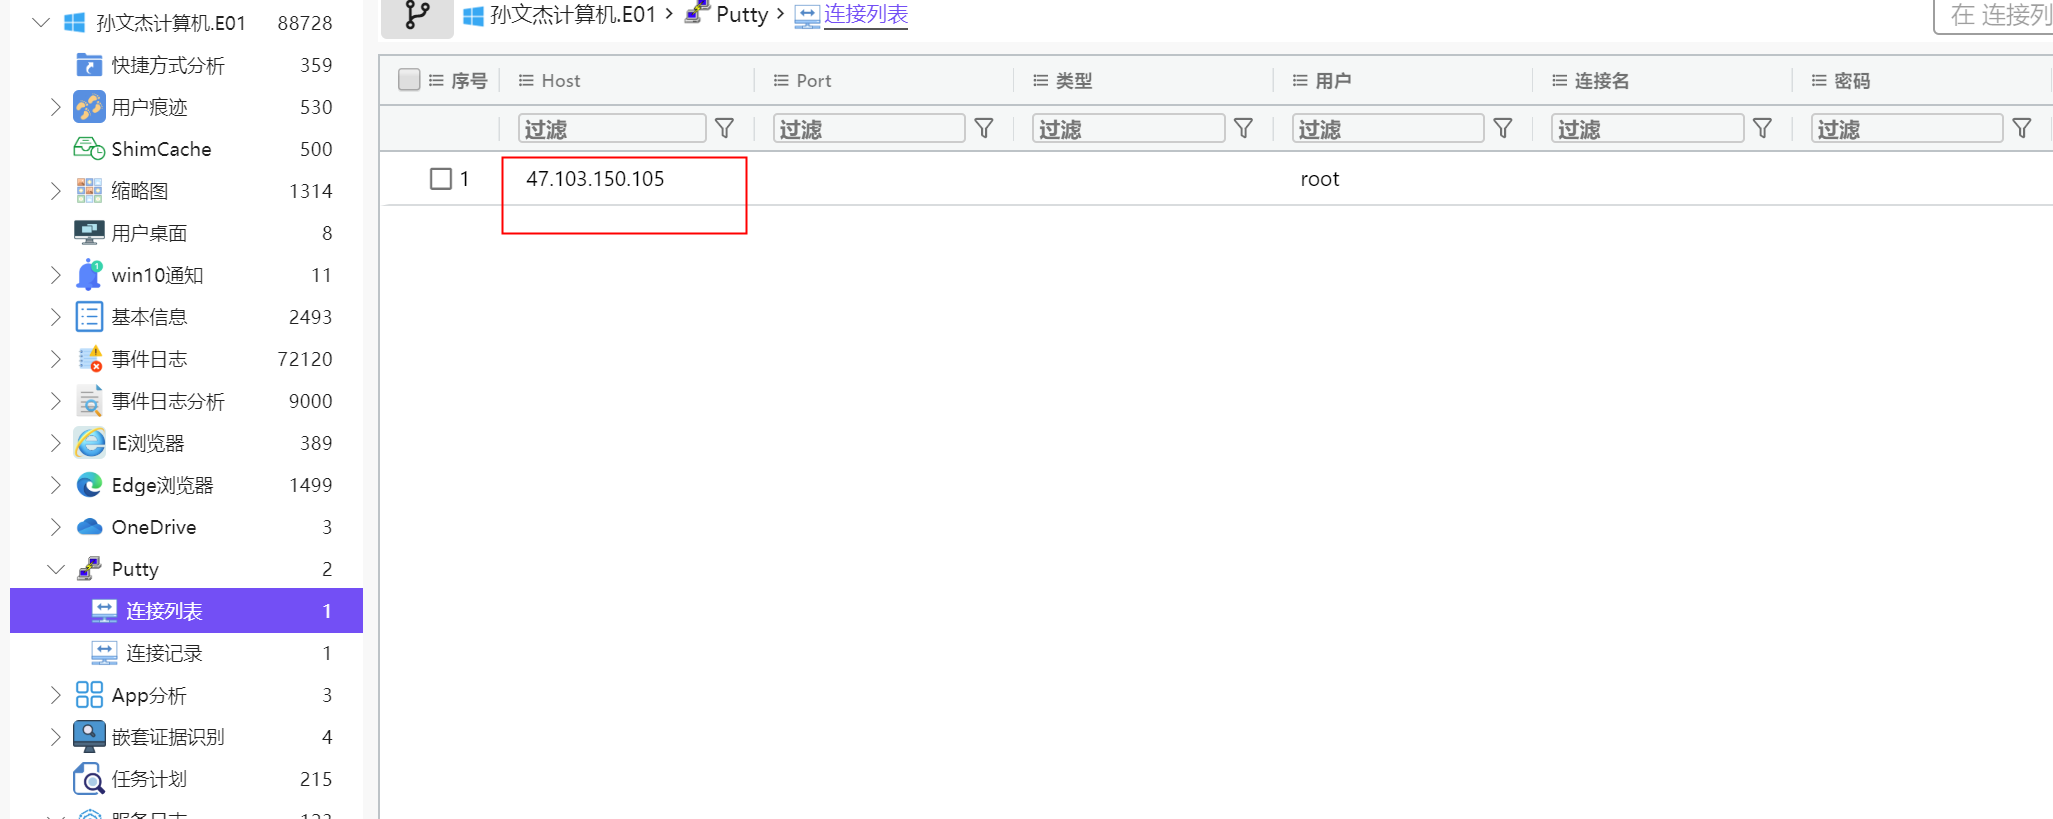 孙文杰计算机.E01 88728
快捷方式分析 359
用户痕迹 530
ShimCache 500
缩略图 1314
用户桌面 8
win10通知 11
基本信息 2493
事件日志 72120
事件日志分析 9000
IE浏览器 389
Edge浏览器 1499
OneDrive 3
Putty 2
连接列表 1
连接记录 1
App分析 3
嵌套证据识别 4
任务计划 215
服务日志 123
孙文杰计算机.E01 > Putty > 连接列表
在 连接列
序号 Host Port 类型 用户 连接名 密码
过滤 过滤 过滤 过滤 过滤 过滤
1 47.103.150.105 root